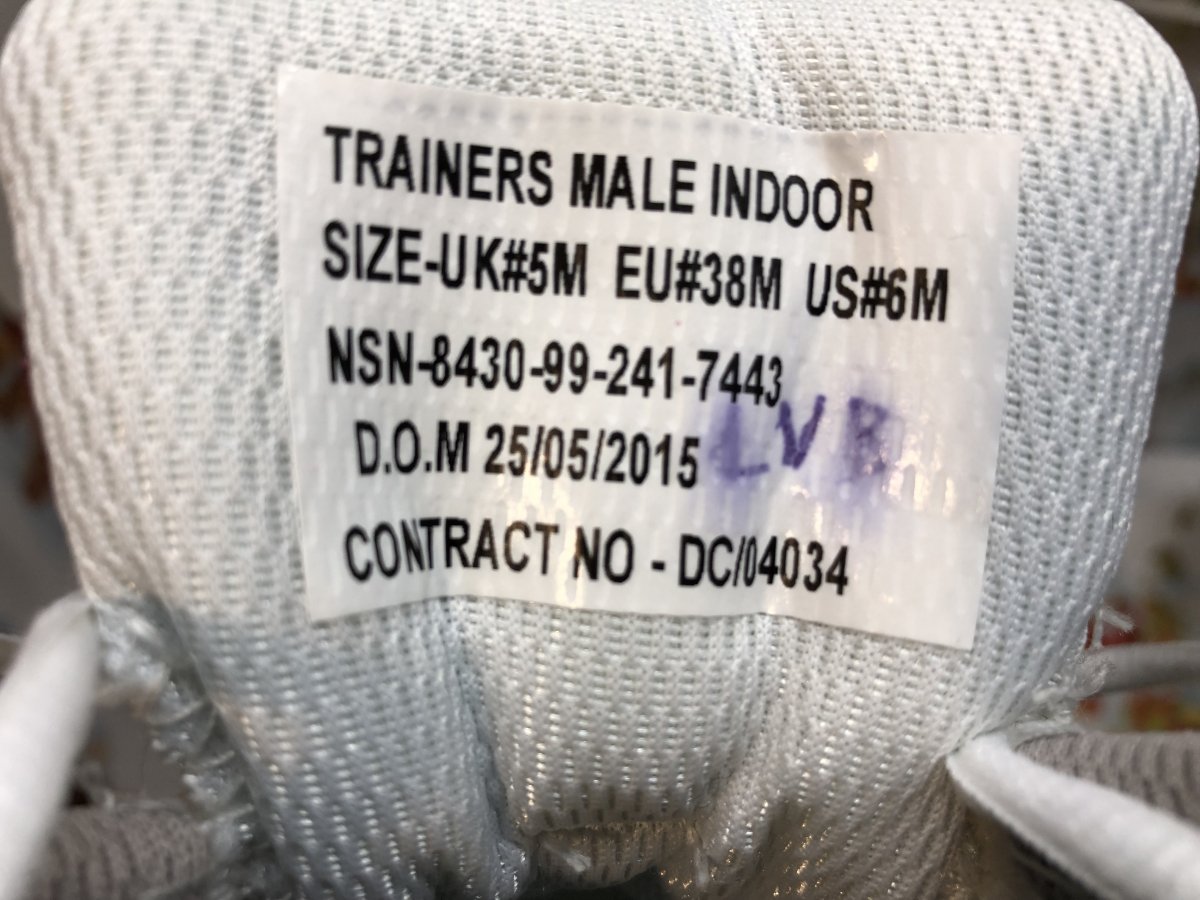 TRAINERS MALE INDOOR
SIZE-UK#5M EU#38M US#6M
NSN-8430-99-241-7443
D.O.M 25/05/2015 LVB
CONTRACT NO - DC/04034